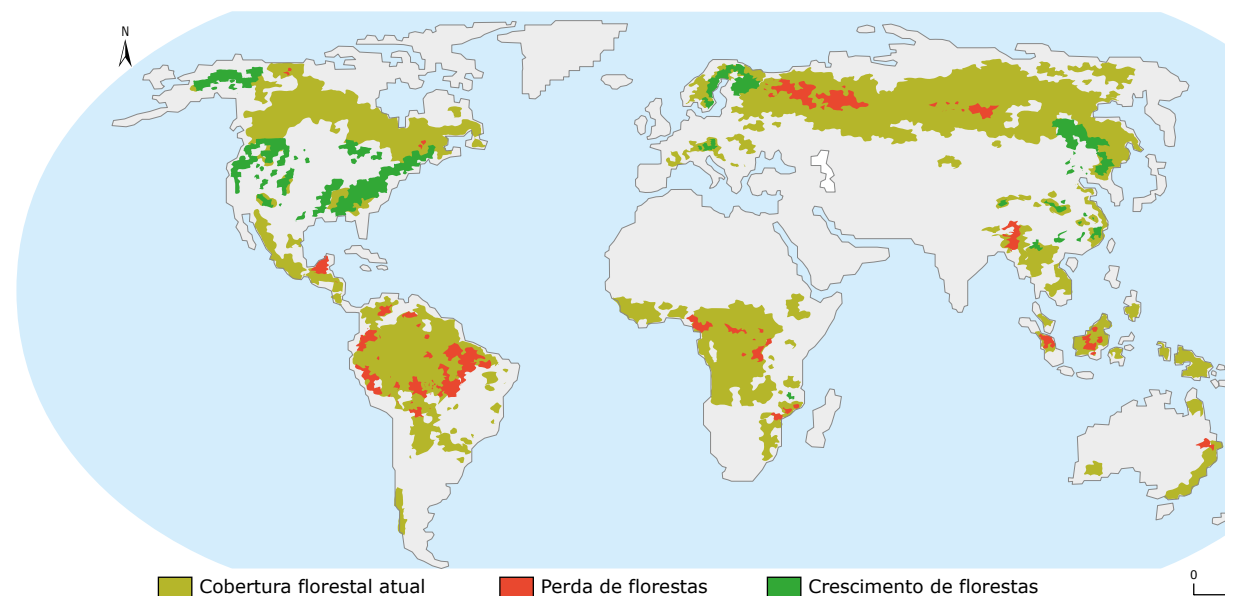 N
Cobertura florestal atual
Perda de florestas
Crescimento de florestas
0